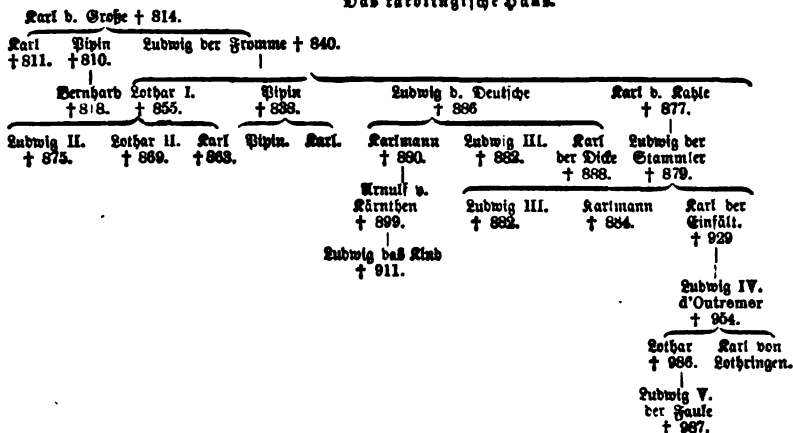 Das karolingische Haus.
Karl d. Große † 814.
Karl Pipin Ludwig der Fromme † 840.
† 811. † 810.
Bernhard Lothar I. Pipin Ludwig d. Deutsche Karl d. Kahle
† 818. † 855. † 838. † 886 † 877.
Ludwig II. Lothar II. Karl Pipin. Karl. Karlmann Ludwig III. Karl Ludwig der
† 875. † 869. † 863. † 880. † 882. der Dicke Stammler
† 888. † 879.
Arnulf v.
Kärnthen Ludwig III. Karlmann Karl der
† 899. † 882. † 884. Einfält.
† 929
Ludwig das Kind
† 911.
Ludwig IV.
d'Outremer
† 954.
Lothar Karl von
† 986. Lothringen.
Ludwig V.
der Faule
† 987.